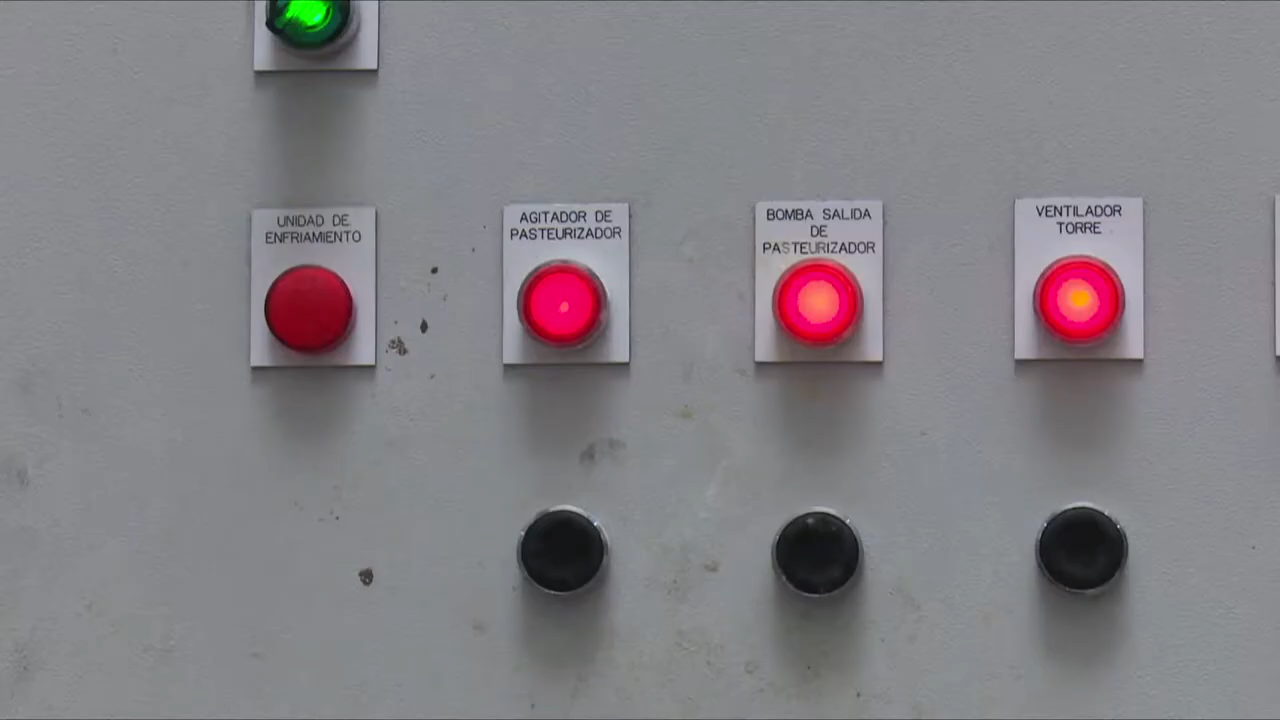 UNIDAD DE
ENFRIAMIENTO
AGITADOR DE
PASTEURIZADOR
BOMBA SALIDA
DE
PASTEURIZADOR
VENTILADOR
TORRE